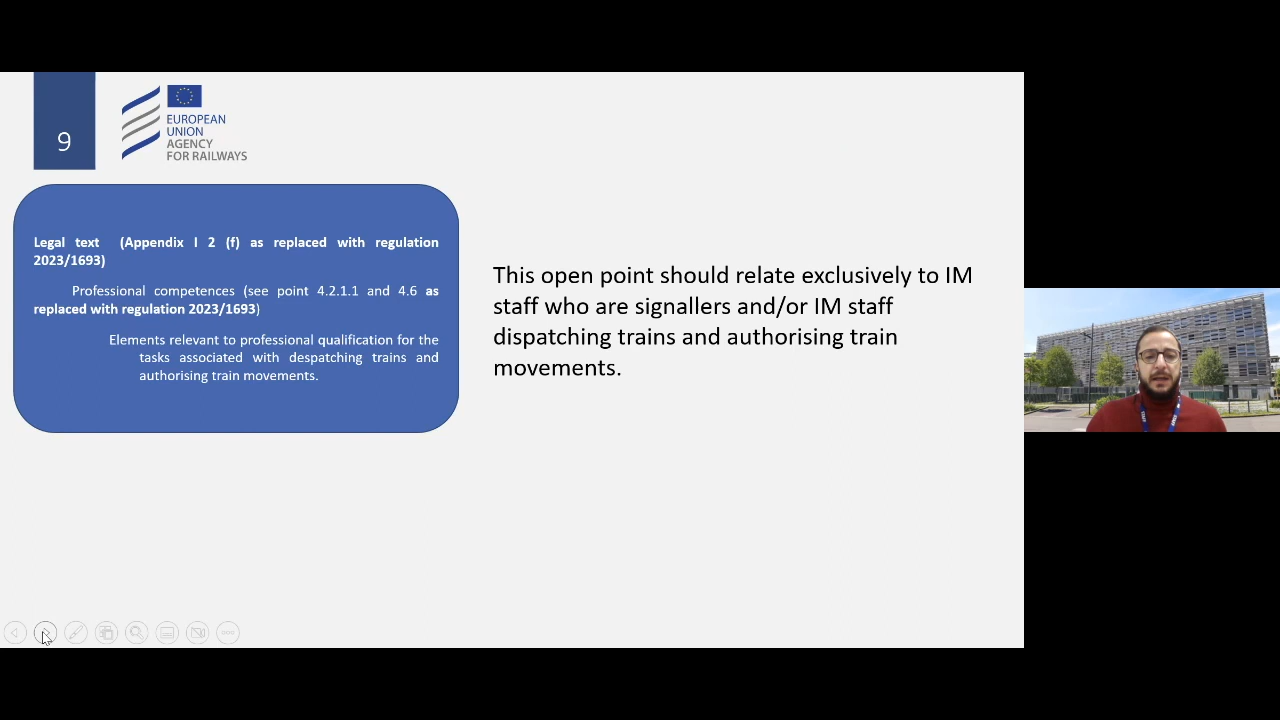 9
EUROPEAN
UNION
AGENCY
FOR RAILWAYS
Legal text (Appendix I 2 (f) as replaced with regulation
2023/1693)
Professional competences (see point 4.2.1.1 and 4.6 as
replaced with regulation 2023/1693)
Elements relevant to professional qualification for the
tasks associated with despatching trains and
authorising train movements.
This open point should relate exclusively to IM
staff who are signallers and/or IM staff
dispatching trains and authorising train
movements.